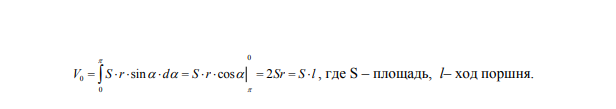 V₀ = ∫₀^π S · r · sin α · dα = S · r · cos α |_π^0 = 2Sr = S · l , где S – площадь, l– ход поршня.